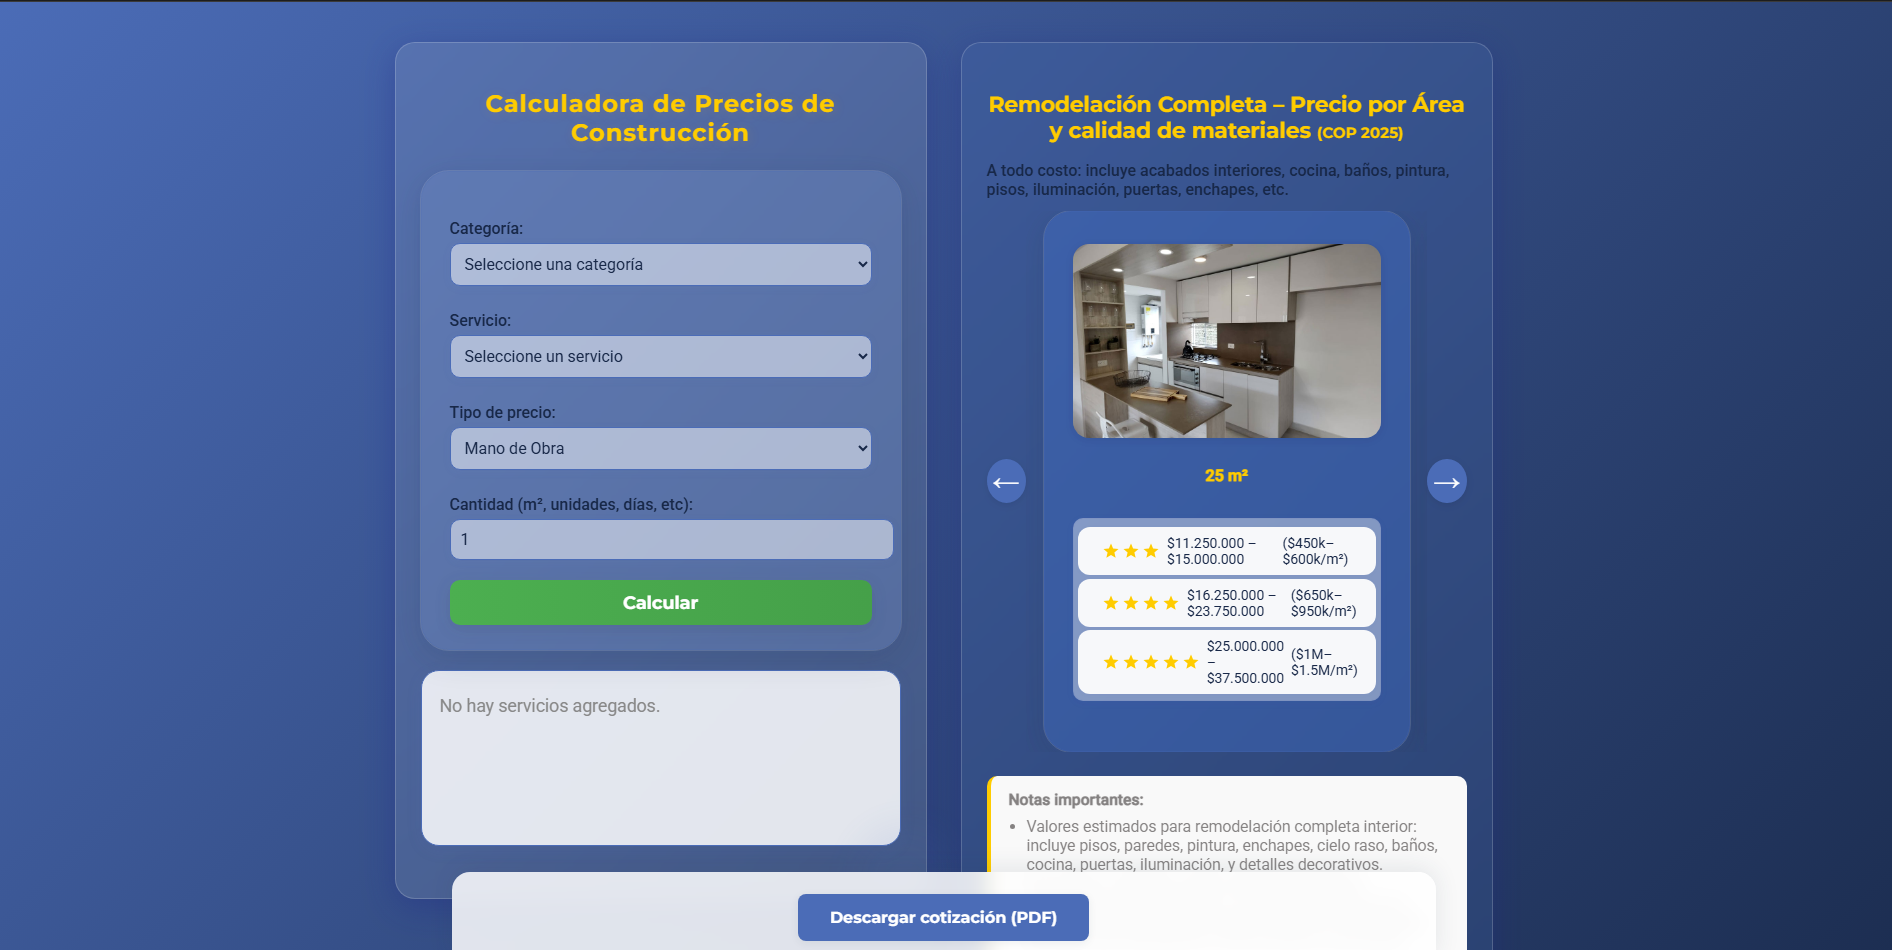 Calculadora de Precios de
Construcción
Categoría:
Seleccione una categoría
Servicio:
Seleccione un servicio
Tipo de precio:
Mano de Obra
Cantidad (m², unidades, días, etc):
1
Calcular
No hay servicios agregados.
Remodelación Completa – Precio por Área
y calidad de materiales (COP 2025)
A todo costo: incluye acabados interiores, cocina, baños, pintura,
pisos, iluminación, puertas, enchapes, etc.
←
→
25 m²
★ ★ ★ $11.250.000 – ($450k–
$15.000.000 $600k/m²)
★ ★ ★ ★ $16.250.000 – ($650k–
$23.750.000 $950k/m²)
★ ★ ★ ★ ★ $25.000.000 ($1M–
– $1.5M/m²)
$37.500.000
Notas importantes:
• Valores estimados para remodelación completa interior:
incluye pisos, paredes, pintura, enchapes, cielo raso, baños,
cocina, puertas, iluminación, y detalles decorativos.
Descargar cotización (PDF)